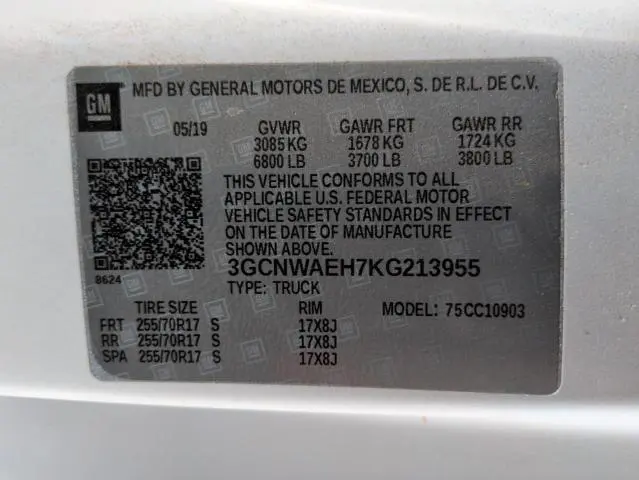 GM MFD BY GENERAL MOTORS DE MEXICO, S. DE R.L. DE C.V.
05/19 GVWR GAWR FRT GAWR RR
3085 KG 1678 KG 1724 KG
6800 LB 3700 LB 3800 LB
THIS VEHICLE CONFORMS TO ALL
APPLICABLE U.S. FEDERAL MOTOR
VEHICLE SAFETY STANDARDS IN EFFECT
ON THE DATE OF MANUFACTURE
SHOWN ABOVE.
8624 3GCNWAEH7KG213955
TYPE: TRUCK
TIRE SIZE RIM MODEL: 75CC10903
FRT 255/70R17 S 17X8J
RR 255/70R17 S 17X8J
SPA 255/70R17 S 17X8J